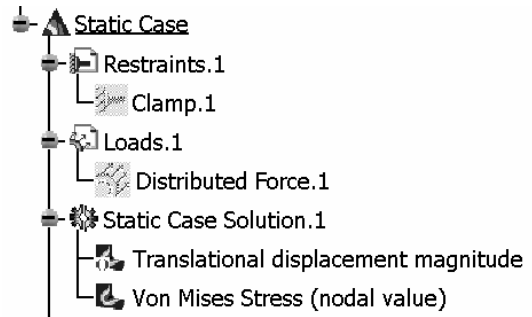 Static Case
Restraints.1
Clamp.1
Loads.1
Distributed Force.1
Static Case Solution.1
Translational displacement magnitude
Von Mises Stress (nodal value)